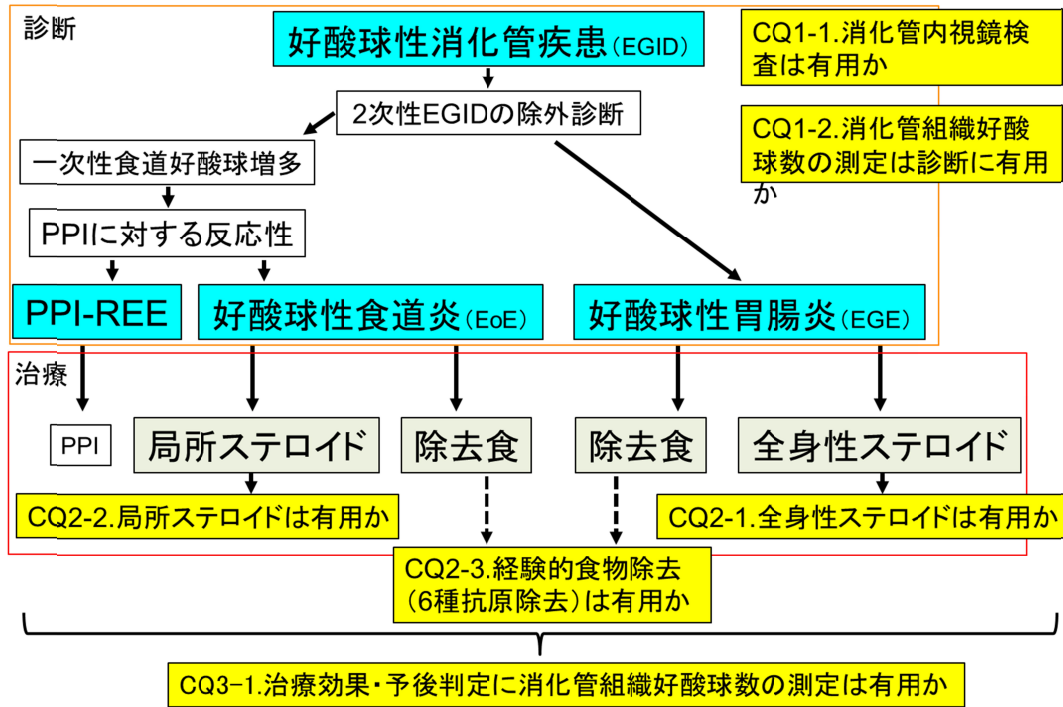 診断
好酸球性消化管疾患(EGID)
CQ1-1.消化管内視鏡検
査は有用か
2次性EGIDの除外診断
CQ1-2.消化管組織好酸
球数の測定は診断に有用
か
一次性食道好酸球増多
PPIに対する反応性
PPI-REE
好酸球性食道炎(EoE)
好酸球性胃腸炎(EGE)
治療
PPI
局所ステロイド
除去食
除去食
全身性ステロイド
CQ2-2.局所ステロイドは有用か
CQ2-1.全身性ステロイドは有用か
CQ2-3.経験的食物除去
(6種抗原除去)は有用か
CQ3-1.治療効果・予後判定に消化管組織好酸球数の測定は有用か